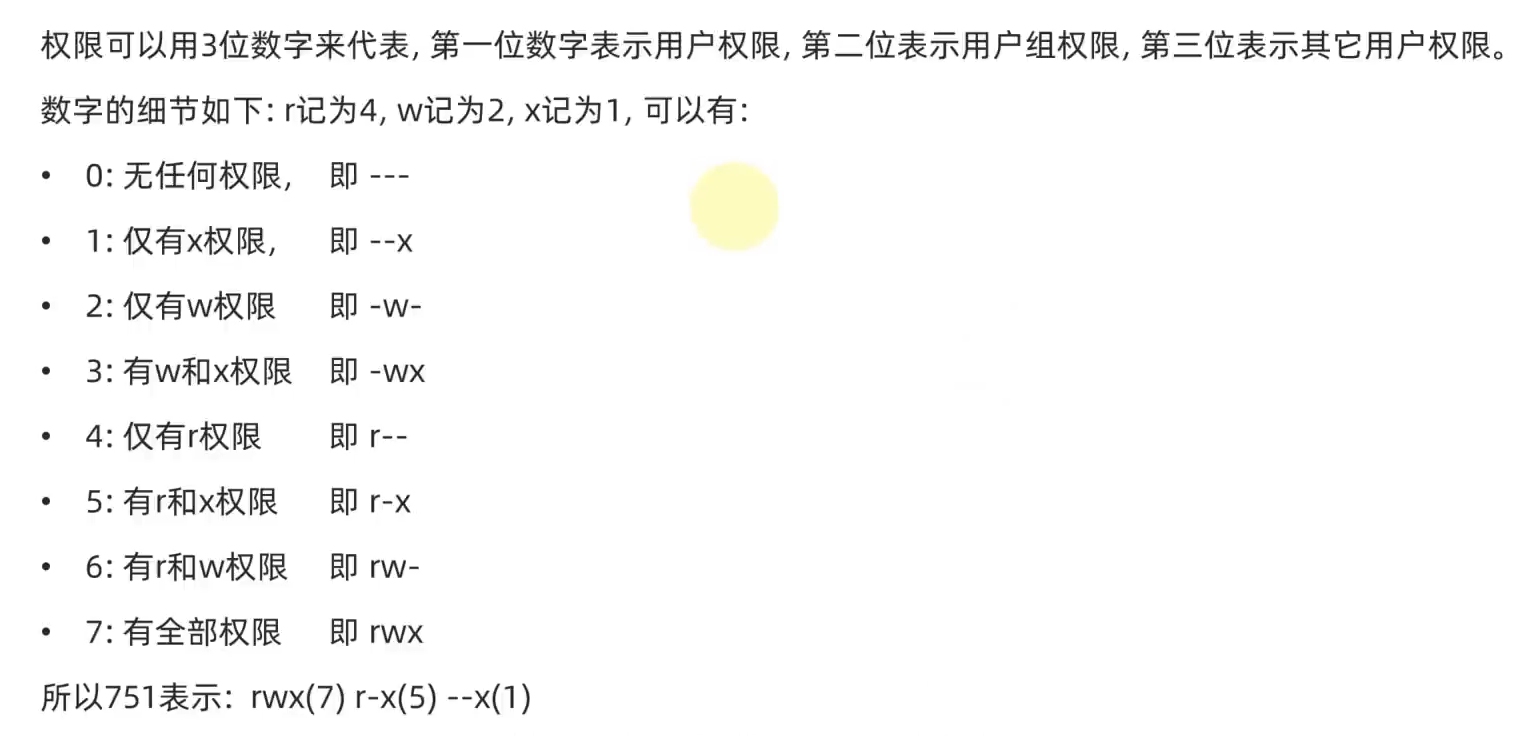 权限可以用3位数字来代表, 第一位数字表示用户权限, 第二位表示用户组权限, 第三位表示其它用户权限。
数字的细节如下: r记为4, w记为2, x记为1, 可以有:
• 0: 无任何权限, 即 ---
• 1: 仅有x权限, 即 --x
• 2: 仅有w权限 即 -w-
• 3: 有w和x权限 即 -wx
• 4: 仅有r权限 即 r--
• 5: 有r和x权限 即 r-x
• 6: 有r和w权限 即 rw-
• 7: 有全部权限 即 rwx
所以751表示: rwx(7) r-x(5) --x(1)